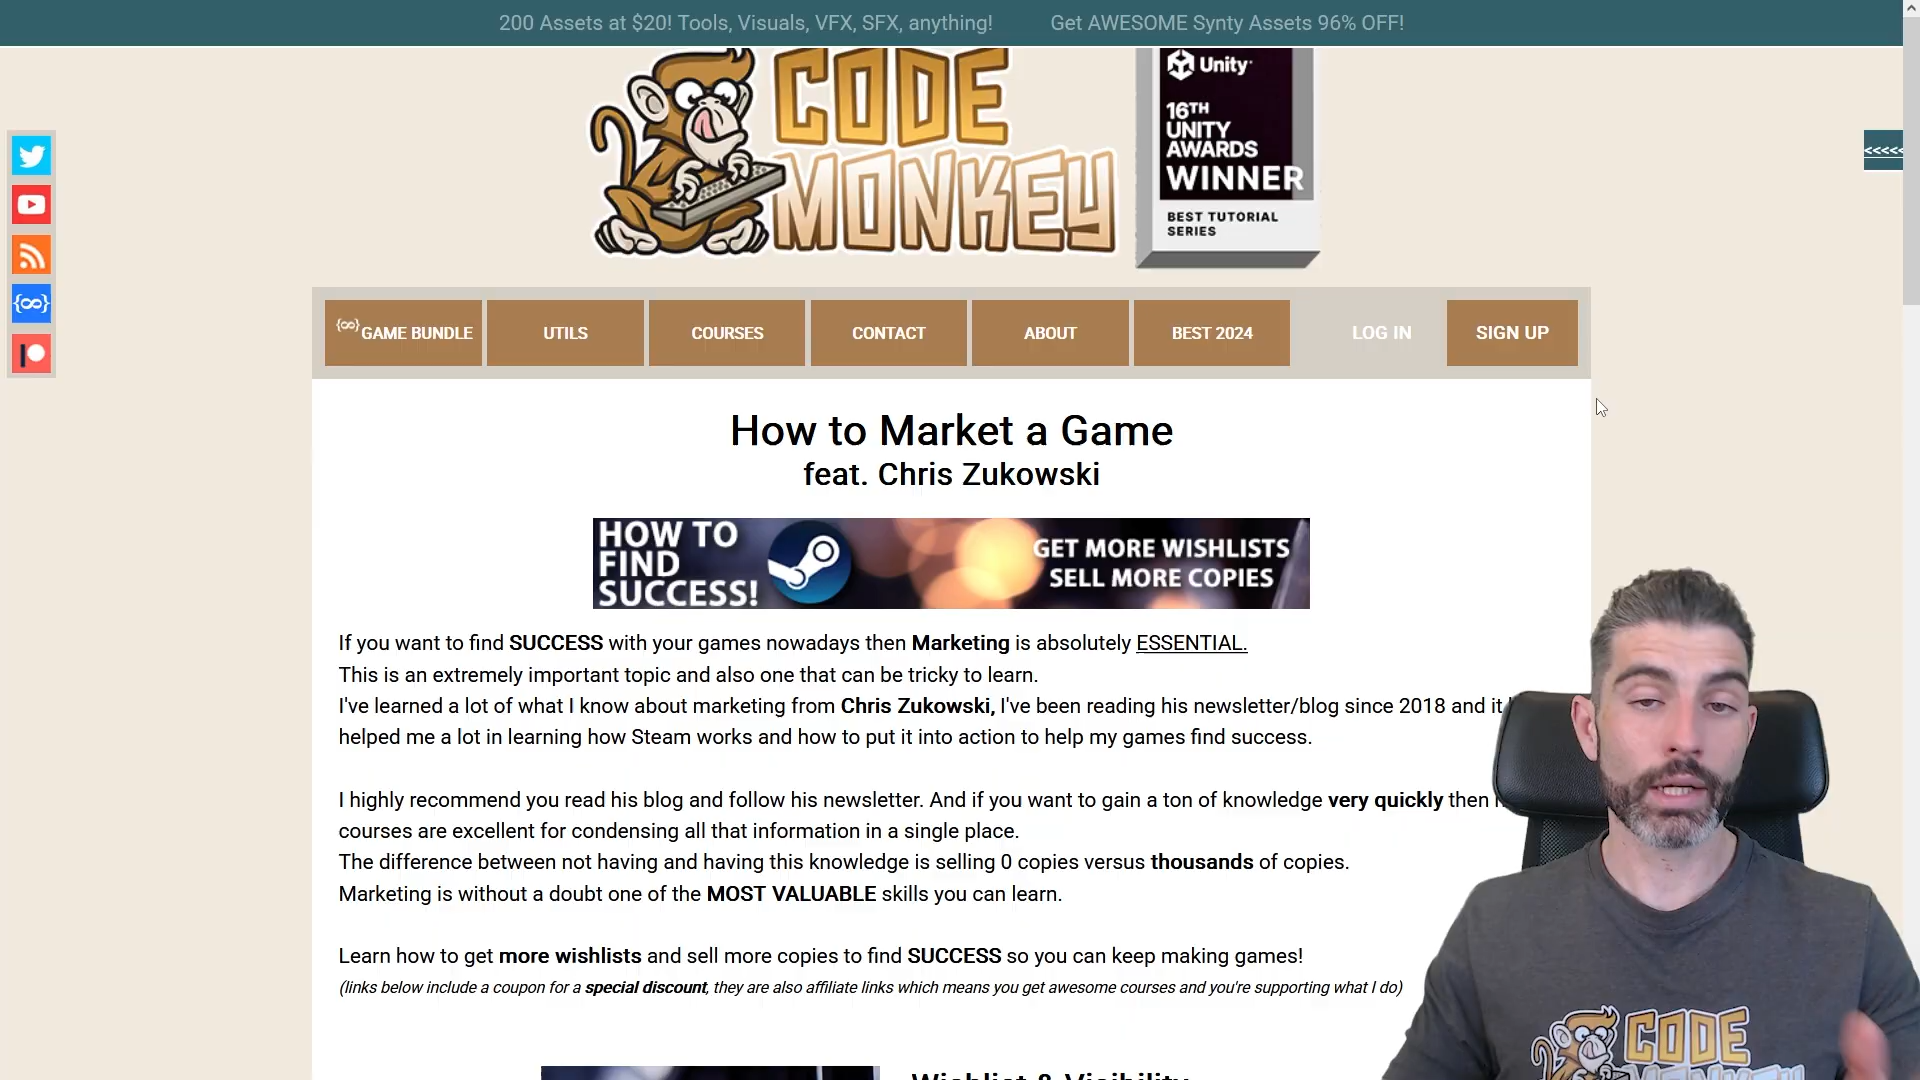 200 Assets at $20! Tools, Visuals, VFX, SFX, anything! Get AWESOME Synty Assets 96% OFF!
CODE
MONKEY
Unity
16TH
UNITY
AWARDS
WINNER
BEST TUTORIAL
SERIES
<<<<<
{∞} GAME BUNDLE UTILS COURSES CONTACT ABOUT BEST 2024 LOG IN SIGN UP
How to Market a Game
feat. Chris Zukowski
HOW TO
FIND
SUCCESS!
GET MORE WISHLISTS
SELL MORE COPIES
If you want to find SUCCESS with your games nowadays then Marketing is absolutely ESSENTIAL.
This is an extremely important topic and also one that can be tricky to learn.
I've learned a lot of what I know about marketing from Chris Zukowski, I've been reading his newsletter/blog since 2018 and it
helped me a lot in learning how Steam works and how to put it into action to help my games find success.
I highly recommend you read his blog and follow his newsletter. And if you want to gain a ton of knowledge very quickly then
courses are excellent for condensing all that information in a single place.
The difference between not having and having this knowledge is selling 0 copies versus thousands of copies.
Marketing is without a doubt one of the MOST VALUABLE skills you can learn.
Learn how to get more wishlists and sell more copies to find SUCCESS so you can keep making games!
(links below include a coupon for a special discount, they are also affiliate links which means you get awesome courses and you're supporting what I do)
Wishlist & Visibility
CODE
MONKEY